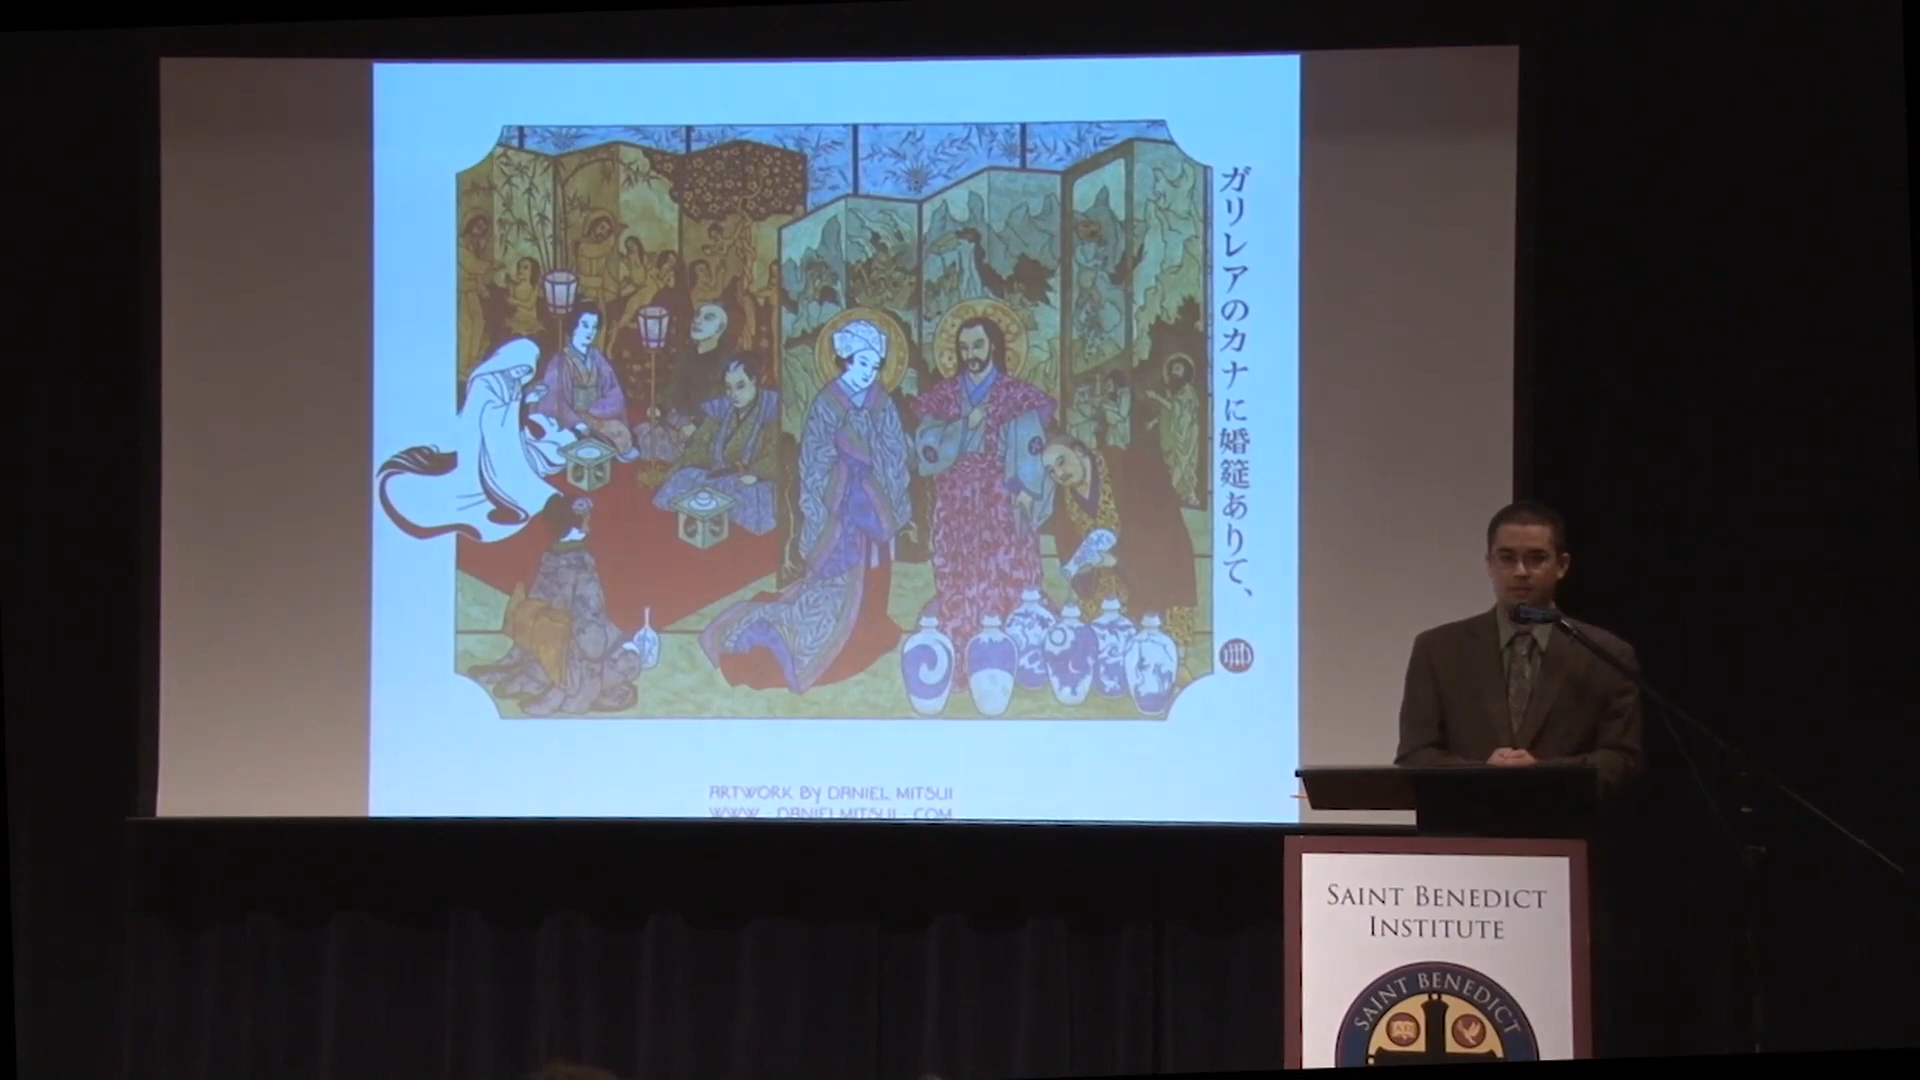 ガリレアのカナに婚筵ありて、
ARTWORK BY DANIEL MITSUI
WWW · DANIELMITSUI · COM
SAINT BENEDICT
INSTITUTE
SAINT BENEDICT